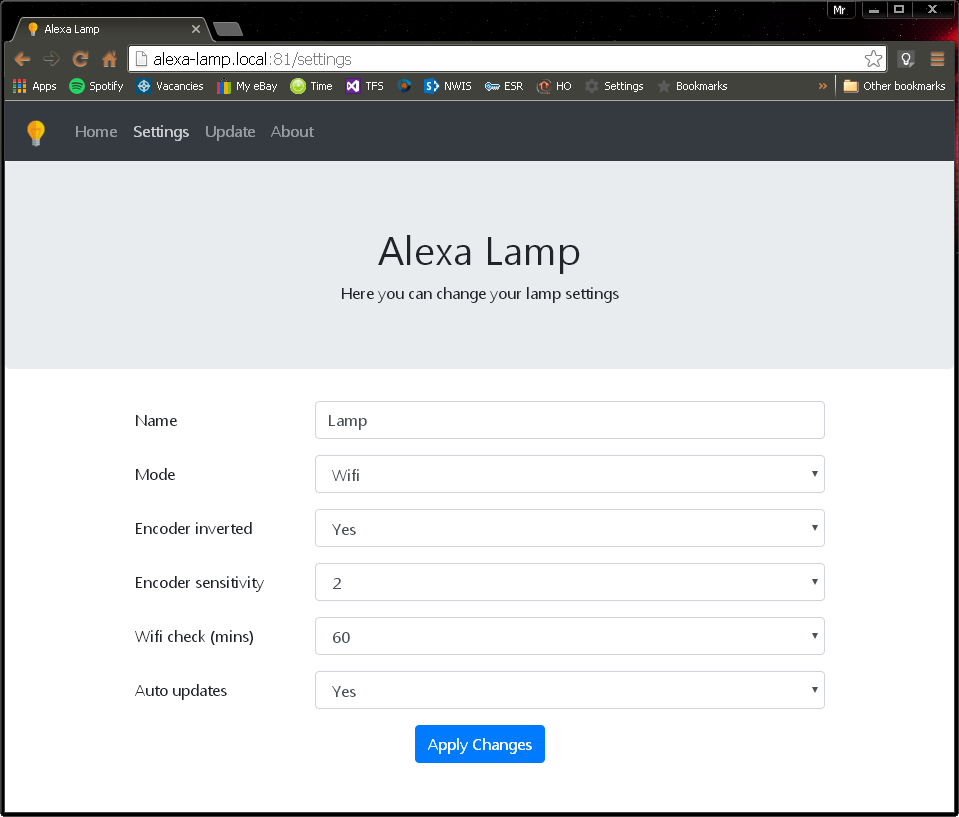 Mr
Alexa Lamp
alexa-lamp.local:81/settings
Apps Spotify Vacancies My eBay Time TFS NWIS ESR HO Settings Bookmarks » Other bookmarks
Home Settings Update About
Alexa Lamp
Here you can change your lamp settings
Name Lamp
Mode Wifi
Encoder inverted Yes
Encoder sensitivity 2
Wifi check (mins) 60
Auto updates Yes
Apply Changes